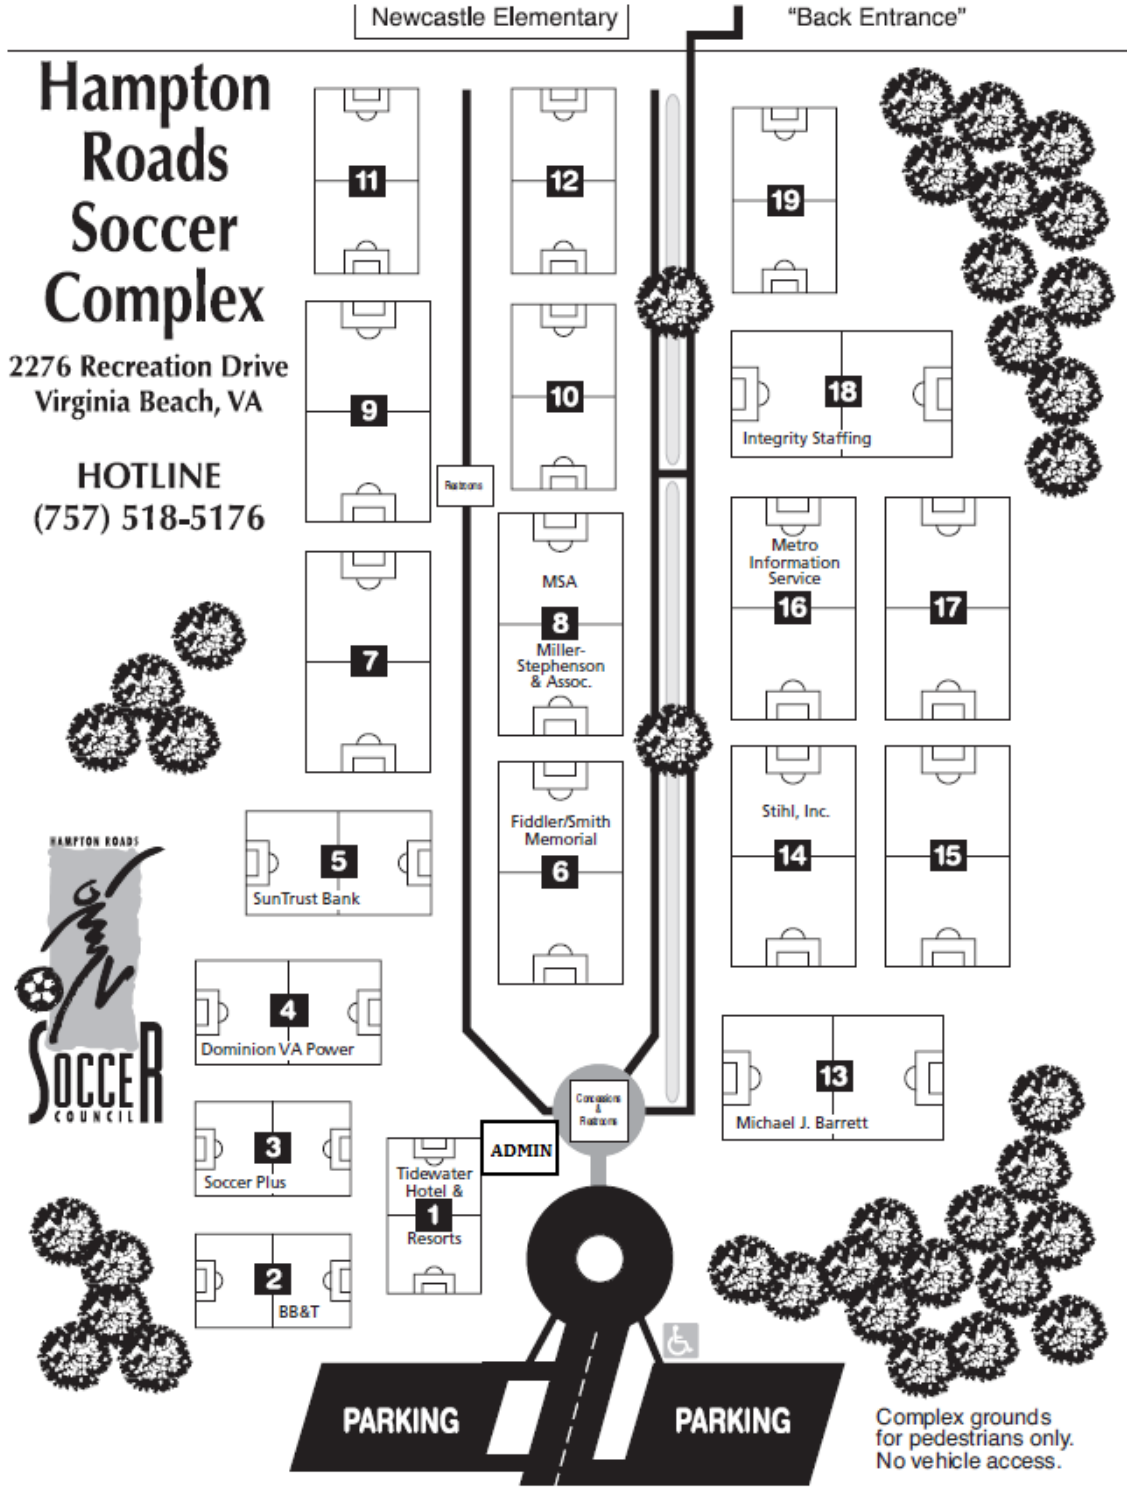 Newcastle Elementary
“Back Entrance”
Hampton
Roads
Soccer
Complex
2276 Recreation Drive
Virginia Beach, VA
HOTLINE
(757) 518-5176
11
12
19
9
10
18
Integrity Staffing
Restrooms
MSA
8
Miller-
Stephenson
& Assoc.
Metro
Information
Service
16
17
7
Fiddler/Smith
Memorial
6
Stihl, Inc.
14
15
5
SunTrust Bank
HAMPTON ROADS
SOCCER
COUNCIL
4
Dominion VA Power
13
Michael J. Barrett
Concessions
&
Restrooms
ADMIN
3
Soccer Plus
Tidewater
Hotel &
1
Resorts
2
BB&T
PARKING
PARKING
Complex grounds
for pedestrians only.
No vehicle access.